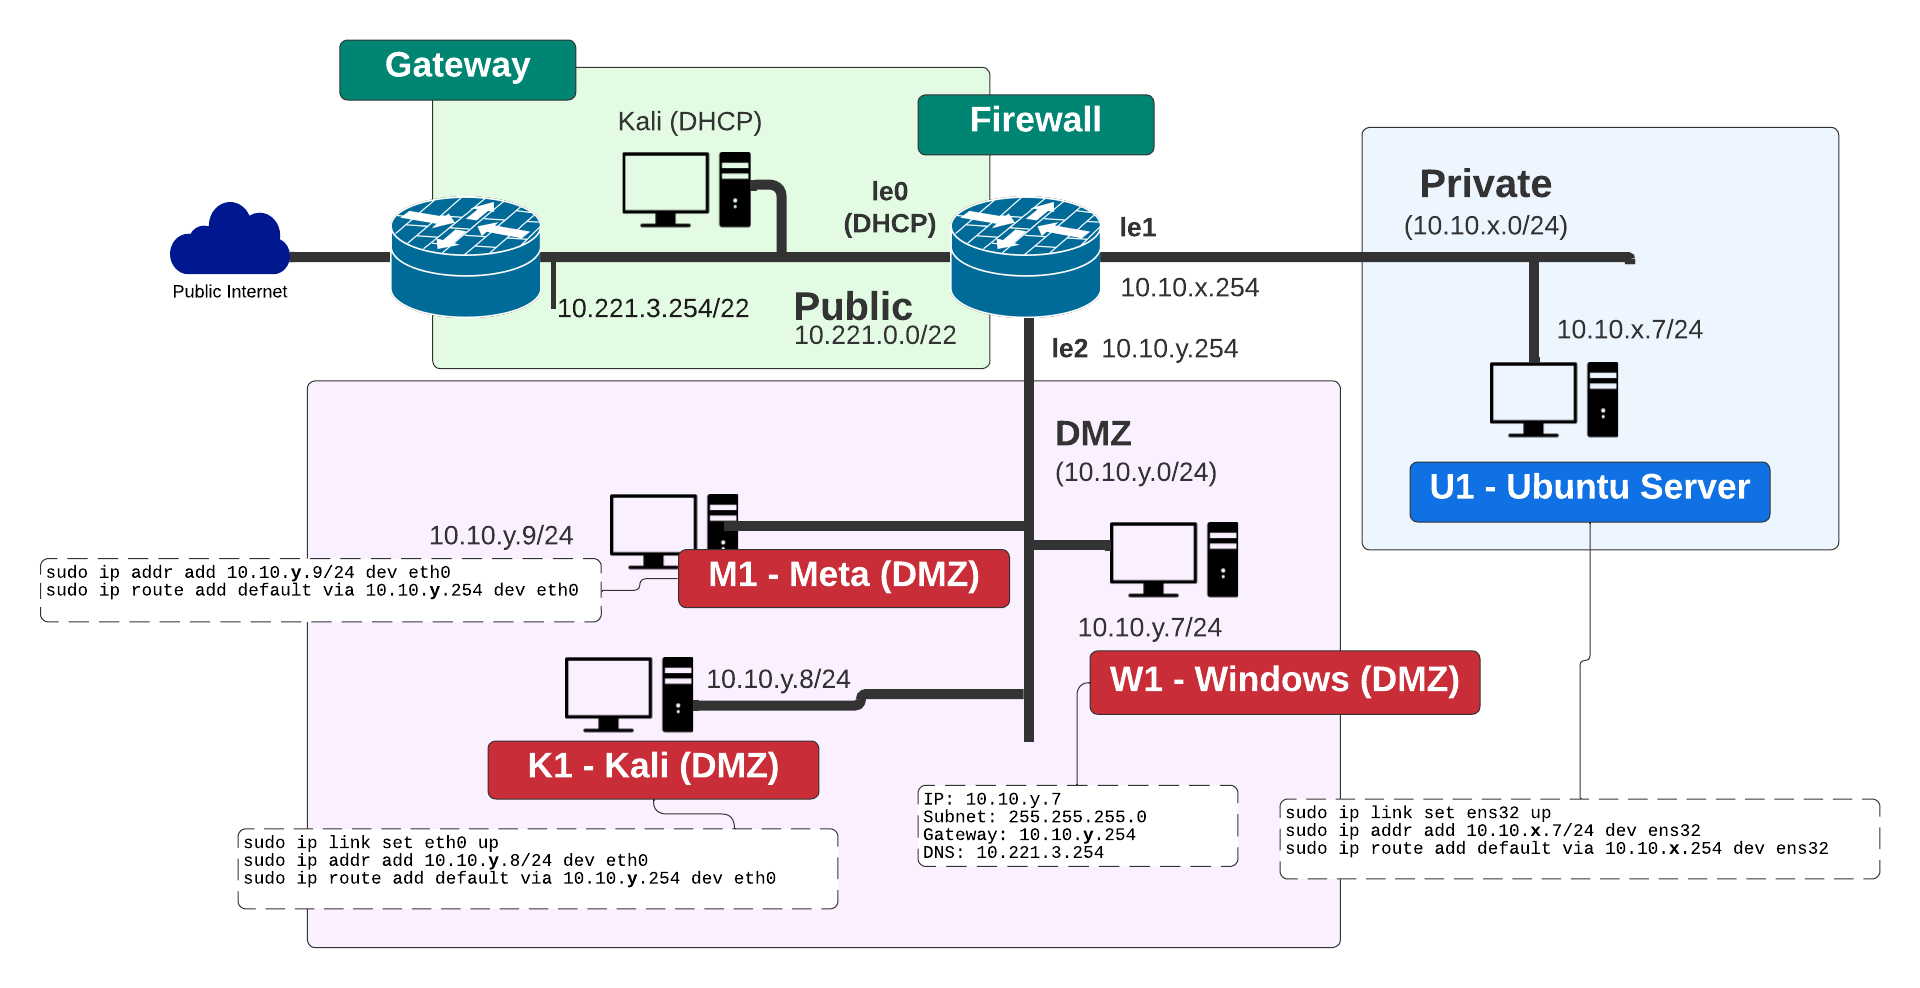 Gateway
Kali (DHCP)
Firewall
Private
(10.10.x.0/24)
le0
(DHCP)
le1
Public Internet
10.221.3.254/22
Public
10.221.0.0/22
10.10.x.254
le2 10.10.y.254
10.10.x.7/24
DMZ
(10.10.y.0/24)
U1 - Ubuntu Server
10.10.y.9/24
sudo ip addr add 10.10.y.9/24 dev eth0
sudo ip route add default via 10.10.y.254 dev eth0
M1 - Meta (DMZ)
10.10.y.7/24
W1 - Windows (DMZ)
10.10.y.8/24
K1 - Kali (DMZ)
sudo ip link set eth0 up
sudo ip addr add 10.10.y.8/24 dev eth0
sudo ip route add default via 10.10.y.254 dev eth0
IP: 10.10.y.7
Subnet: 255.255.255.0
Gateway: 10.10.y.254
DNS: 10.221.3.254
sudo ip link set ens32 up
sudo ip addr add 10.10.x.7/24 dev ens32
sudo ip route add default via 10.10.x.254 dev ens32